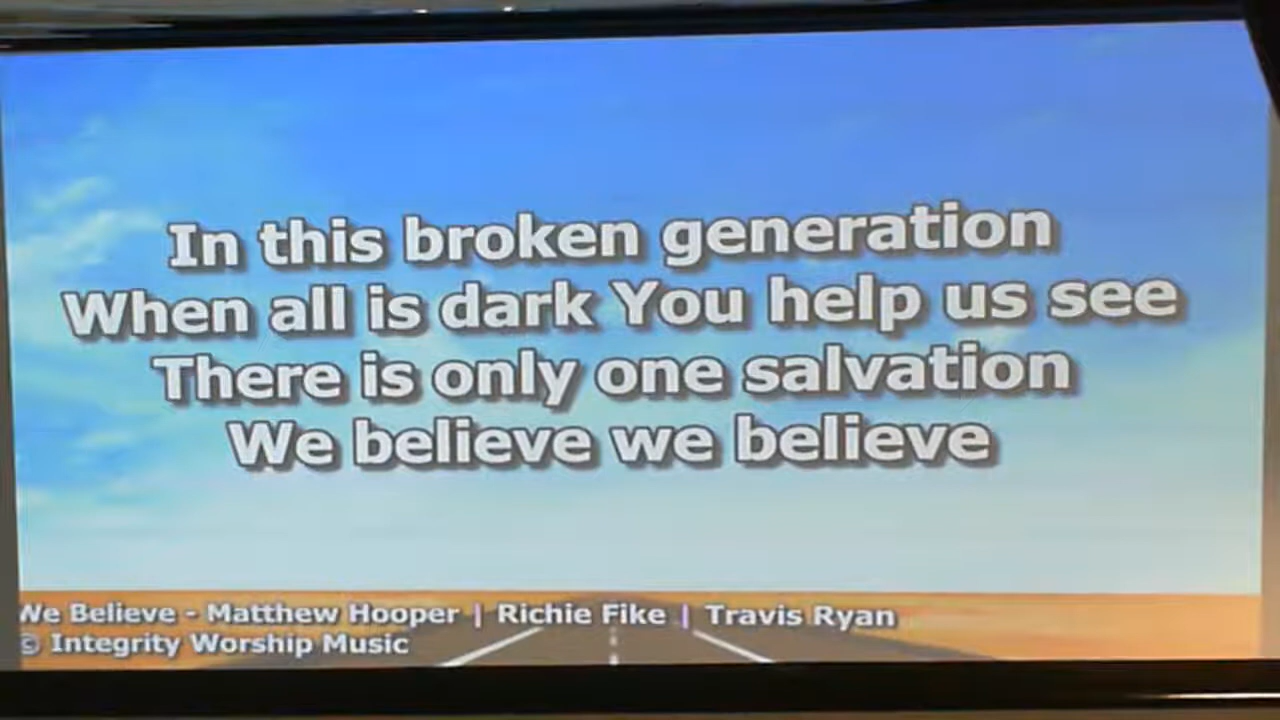 In this broken generation
When all is dark You help us see
There is only one salvation
We believe we believe
We Believe - Matthew Hooper | Richie Fike | Travis Ryan
© Integrity Worship Music